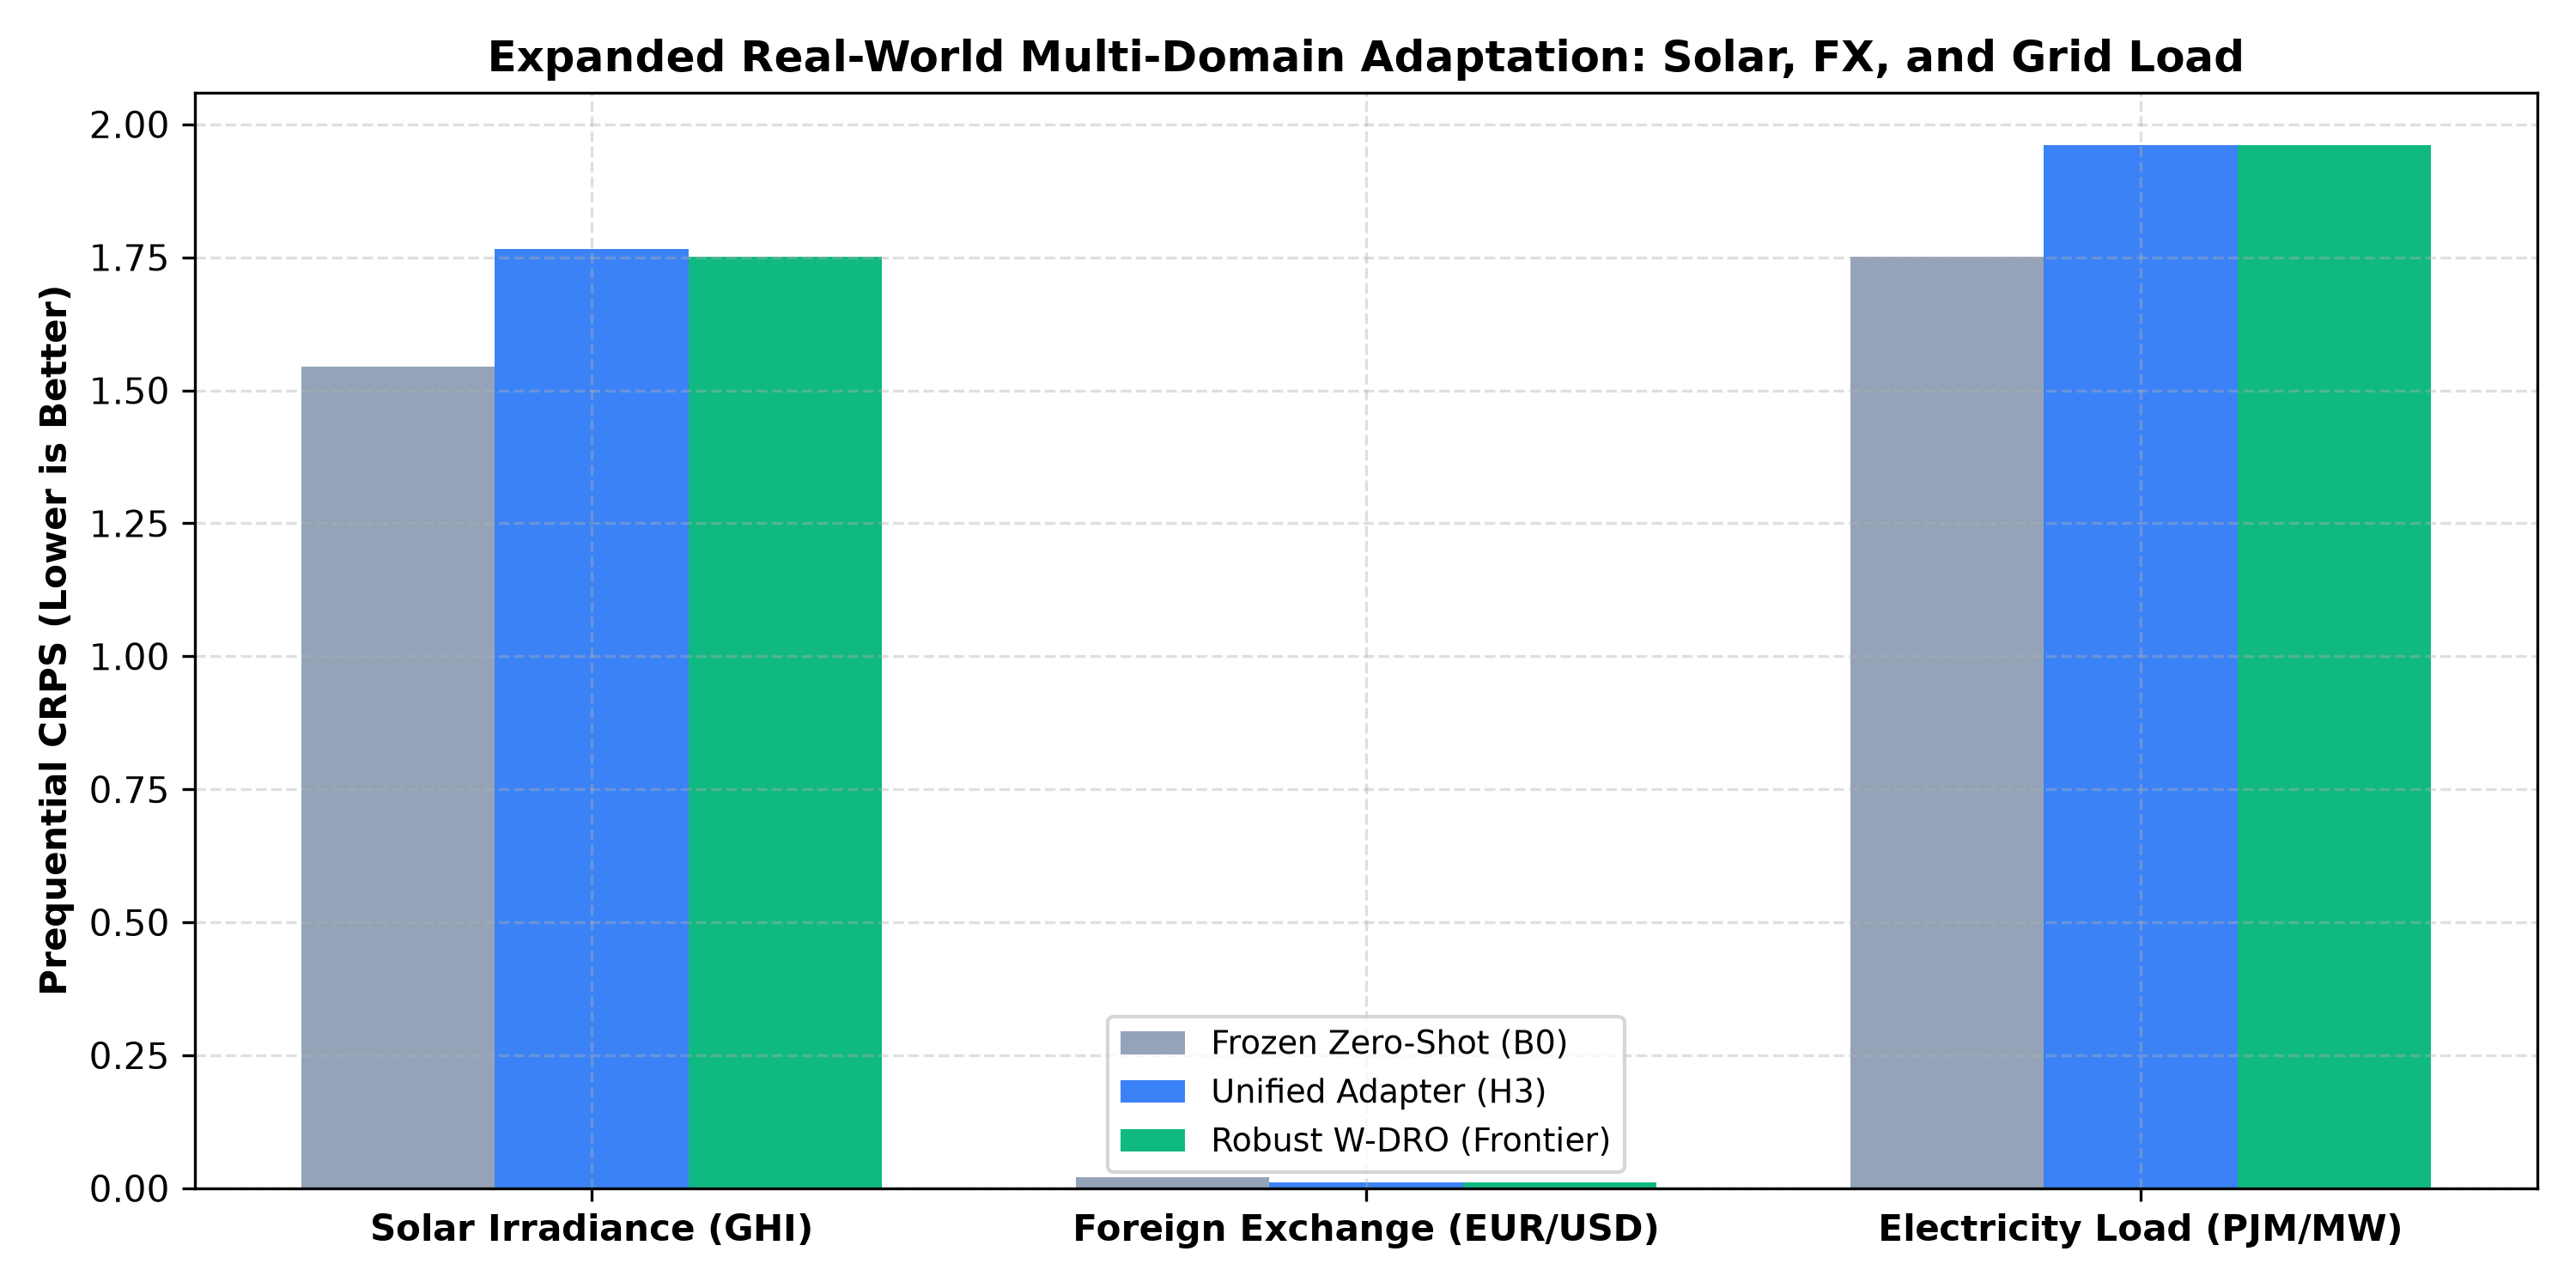 Expanded Real-World Multi-Domain Adaptation: Solar, FX, and Grid Load
Prequential CRPS (Lower is Better)
2.00
1.75
1.50
1.25
1.00
0.75
0.50
0.25
0.00
Frozen Zero-Shot (B0)
Unified Adapter (H3)
Robust W-DRO (Frontier)
Solar Irradiance (GHI)
Foreign Exchange (EUR/USD)
Electricity Load (PJM/MW)